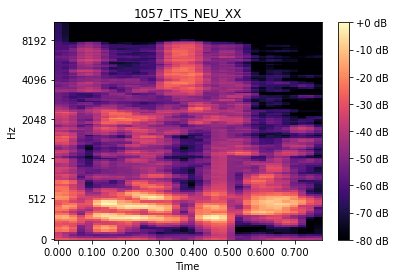 1057_ITS_NEU_XX
8192
4096
2048
1024
512
0
Hz
0.000 0.100 0.200 0.300 0.400 0.500 0.600 0.700
Time
+0 dB
-10 dB
-20 dB
-30 dB
-40 dB
-50 dB
-60 dB
-70 dB
-80 dB